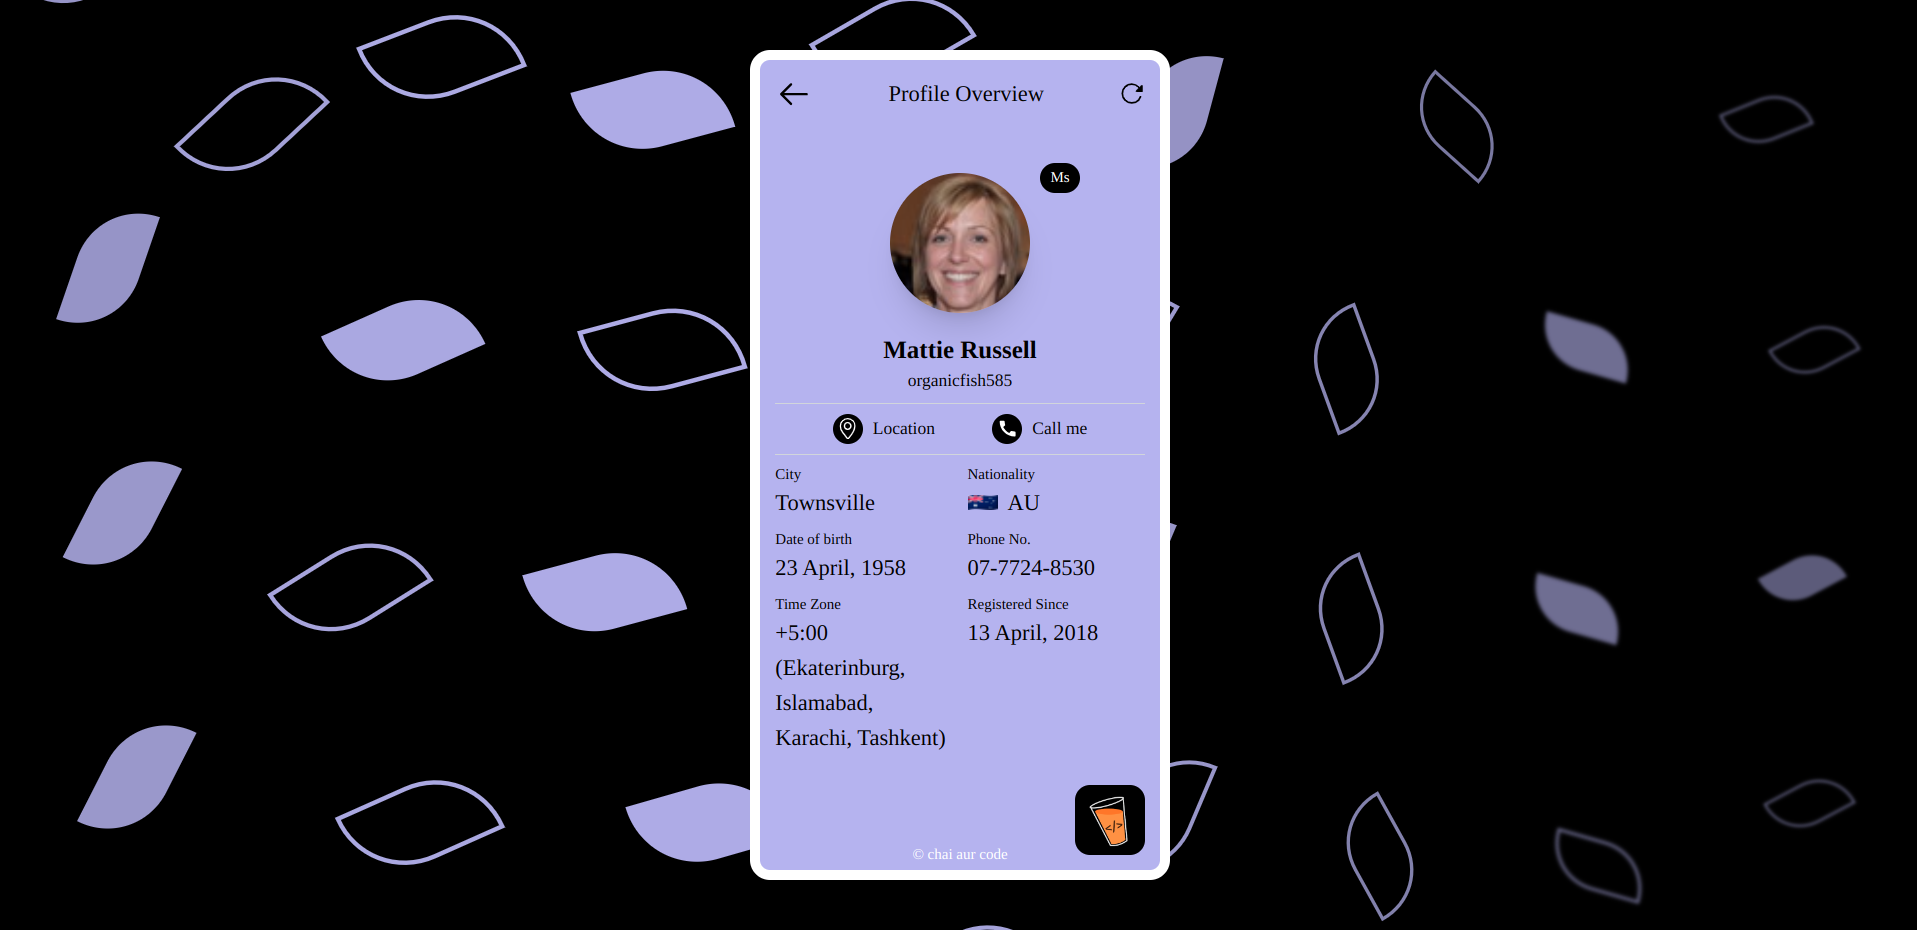 Profile Overview
Ms
Mattie Russell
organicfish585
Location
Call me
City
Townsville
Nationality
AU
Date of birth
23 April, 1958
Phone No.
07-7724-8530
Time Zone
+5:00
(Ekaterinburg,
Islamabad,
Karachi, Tashkent)
Registered Since
13 April, 2018
</>
© chai aur code